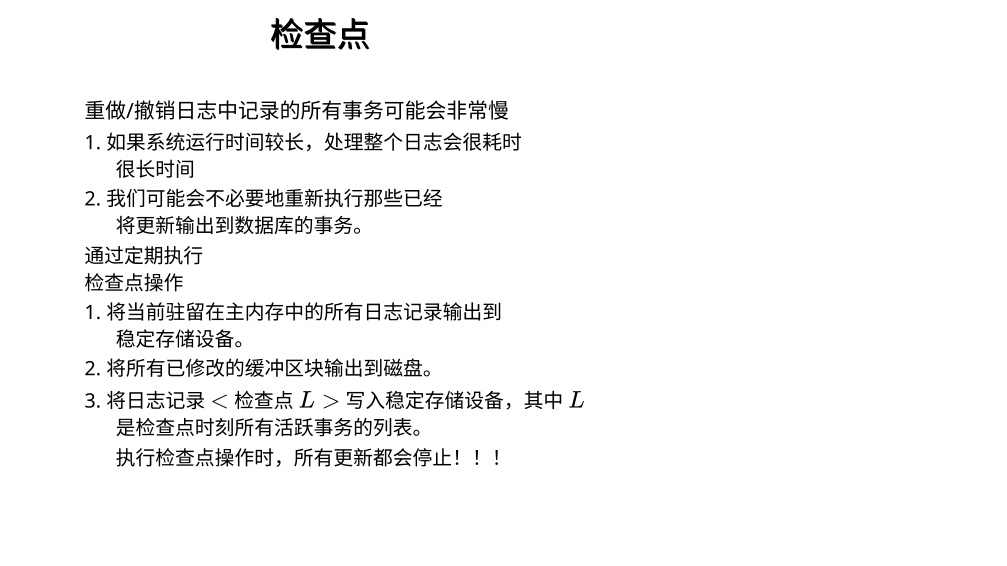 检查点
重做/撤销日志中记录的所有事务可能会非常慢
1. 如果系统运行时间较长，处理整个日志会很耗时
很长时间
2. 我们可能会不必要地重新执行那些已经
将更新输出到数据库的事务。
通过定期执行
检查点操作
1. 将当前驻留在主内存中的所有日志记录输出到
稳定存储设备。
2. 将所有已修改的缓冲区块输出到磁盘。
3. 将日志记录 < 检查点 L > 写入稳定存储设备，其中 L
是检查点时刻所有活跃事务的列表。
执行检查点操作时，所有更新都会停止！！！